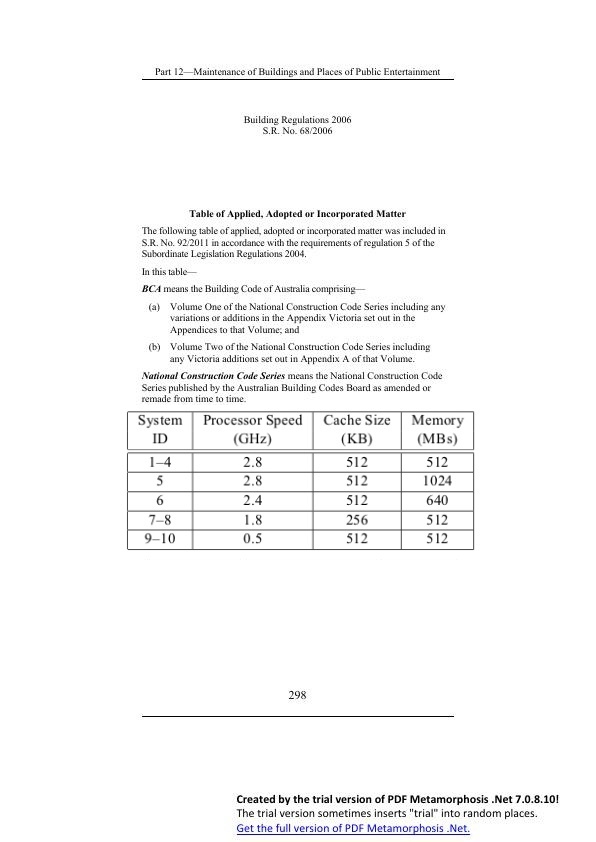 Part 12—Maintenance of Buildings and Places of Public Entertainment
Building Regulations 2006
S.R. No. 68/2006
Table of Applied, Adopted or Incorporated Matter
The following table of applied, adopted or incorporated matter was included in
S.R. No. 92/2011 in accordance with the requirements of regulation 5 of the
Subordinate Legislation Regulations 2004.
In this table—
BCA means the Building Code of Australia comprising—
(a) Volume One of the National Construction Code Series including any
variations or additions in the Appendix Victoria set out in the
Appendices to that Volume; and
(b) Volume Two of the National Construction Code Series including
any Victoria additions set out in Appendix A of that Volume.
National Construction Code Series means the National Construction Code
Series published by the Australian Building Codes Board as amended or
remade from time to time.
System Processor Speed Cache Size Memory
ID (GHz) (KB) (MBs)
1–4 2.8 512 512
5 2.8 512 1024
6 2.4 512 640
7–8 1.8 256 512
9–10 0.5 512 512
298
Created by the trial version of PDF Metamorphosis .Net 7.0.8.10!
The trial version sometimes inserts "trial" into random places.
Get the full version of PDF Metamorphosis .Net.